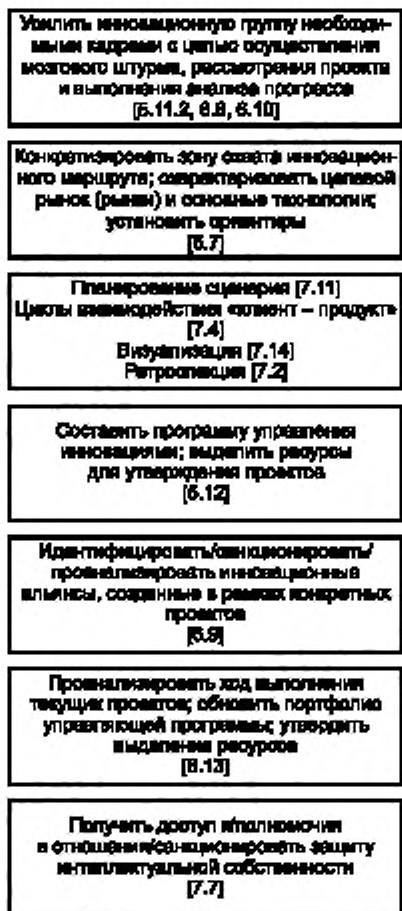 Усилить инновационную группу необходи-
мыми кадрами с целью осуществления
мозгового штурма, рассмотрения проекта
и выполнения анализа прогресса
[5.11.2, 6.8, 6.10]
Конкретизировать зону охвата инновацион-
ного маршрута; охарактеризовать целевой
рынок (рынки) и основные технологии;
установить ориентиры
[6.7]
Планирование сценария [7.11]
Циклы взаимодействия «клиент – продукт»
[7.4]
Визуализация [7.14]
Ретроспекция [7.2]
Составить программу управления
инновациями; выделить ресурсы
для утверждения проектов
[6.12]
Идентифицировать/санкционировать/
проанализировать инновационные
альянсы, созданные в рамках конкретных
проектов
[6.9]
Проанализировать ход выполнения
текущих проектов; обновить портфолио
управляющей программы; утвердить
выделение ресурсов
[6.13]
Получить доступ и/полномочия
в отношении/санкционировать защиту
интеллектуальной собственности
[7.7]